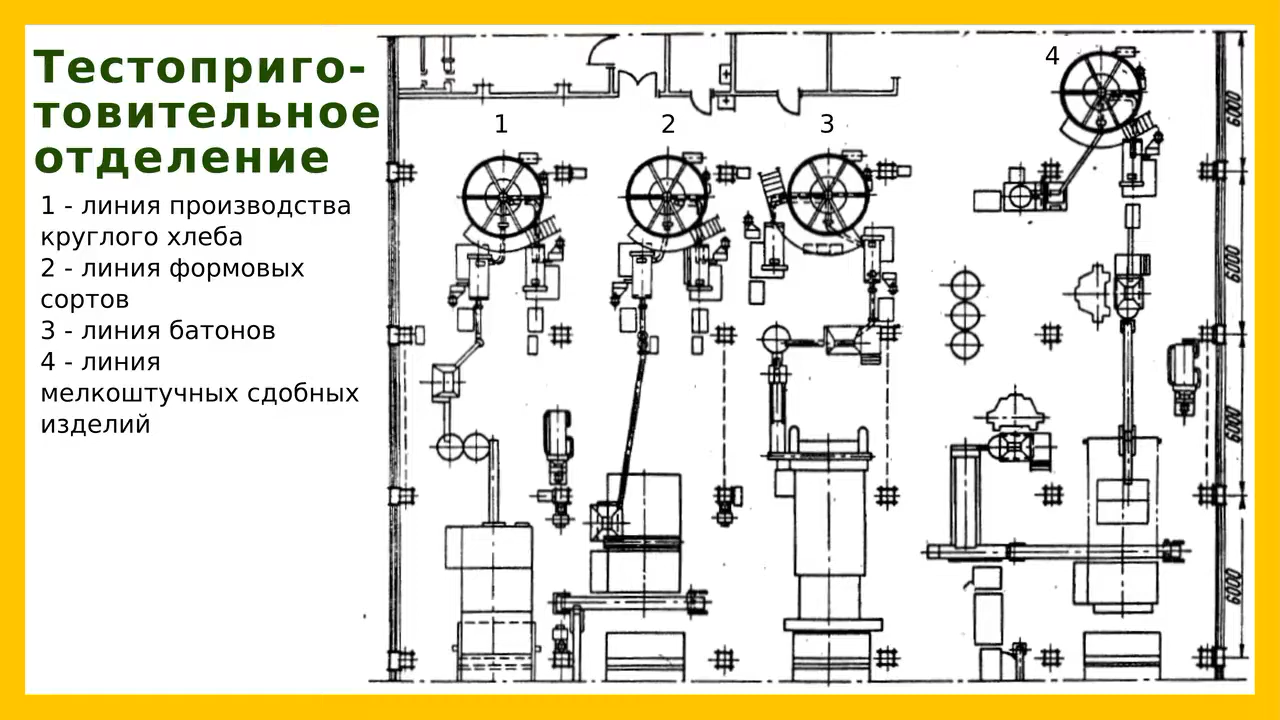 Тестоприго-
товительное
отделение
1 - линия производства
круглого хлеба
2 - линия формовых
сортов
3 - линия батонов
4 - линия
мелкоштучных сдобных
изделий
1
2
3
4
6000
6000
6000
6000